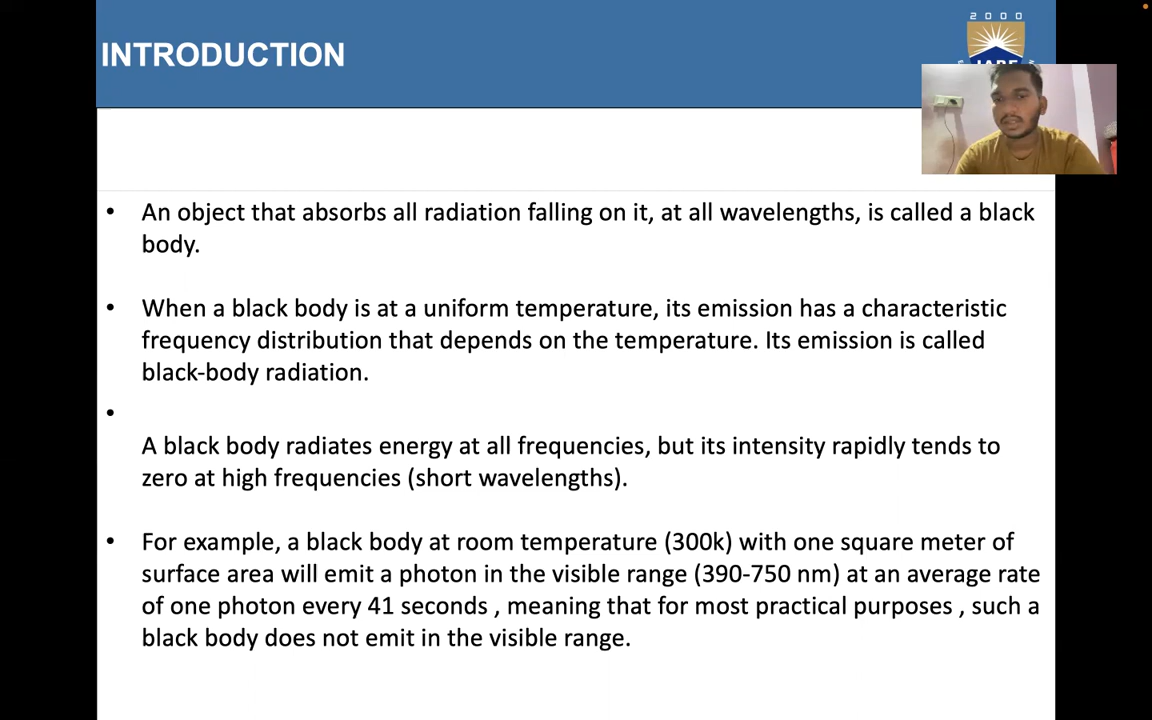 2 0 0 0
INTRODUCTION
An object that absorbs all radiation falling on it, at all wavelengths, is called a black
body.
When a black body is at a uniform temperature, its emission has a characteristic
frequency distribution that depends on the temperature. Its emission is called
black-body radiation.
A black body radiates energy at all frequencies, but its intensity rapidly tends to
zero at high frequencies (short wavelengths).
For example, a black body at room temperature (300k) with one square meter of
surface area will emit a photon in the visible range (390-750 nm) at an average rate
of one photon every 41 seconds , meaning that for most practical purposes , such a
black body does not emit in the visible range.